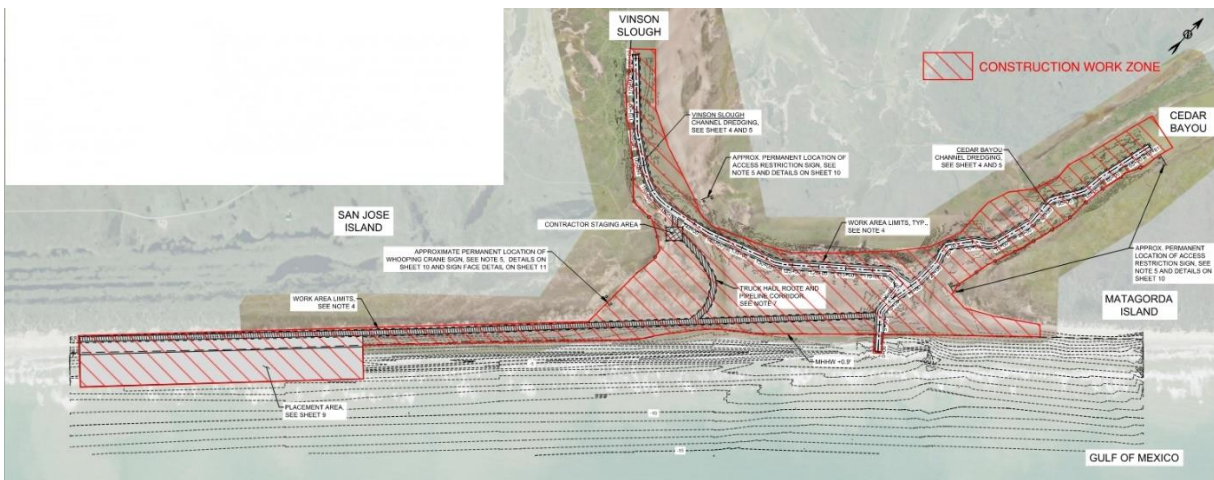 VINSON
SLOUGH
CONSTRUCTION WORK ZONE
CEDAR
BAYOU
VINSON SLOUGH
CHANNEL DREDGING,
SEE SHEET 4 AND 5
CEDAR BAYOU
CHANNEL DREDGING,
SEE SHEET 4 AND 5
APPROX. PERMANENT LOCATION OF
ACCESS RESTRICTION SIGN, SEE
NOTE 5 AND DETAILS ON SHEET 10
SAN JOSE
ISLAND
CONTRACTOR STAGING AREA
WORK AREA LIMITS, TYP.,
SEE NOTE 4
APPROXIMATE PERMANENT LOCATION OF
WHOOPING CRANE SIGN, SEE NOTE 5, DETAILS ON
SHEET 10 AND SIGN FACE DETAIL ON SHEET 11
APPROX. PERMANENT
LOCATION OF ACCESS
RESTRICTION SIGN, SEE
NOTE 5 AND DETAILS ON
SHEET 10
TRUCK HAUL ROUTE AND
PIPELINE CORRIDOR,
SEE NOTE 7
WORK AREA LIMITS,
SEE NOTE 4
MATAGORDA
ISLAND
MHHW +0.9'
PLACEMENT AREA,
SEE SHEET 9
GULF OF MEXICO